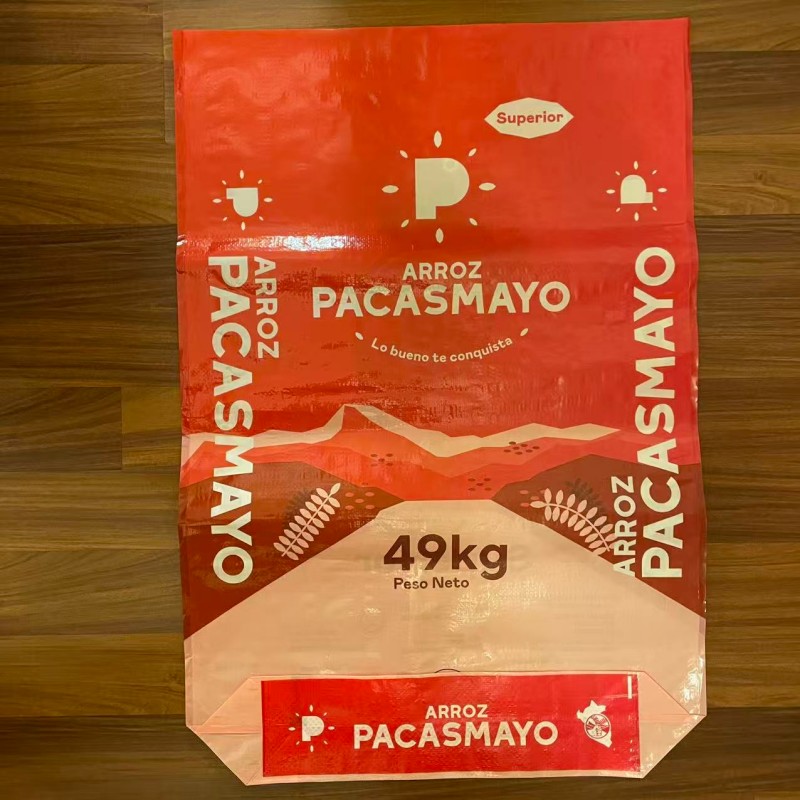 Superior
P
ARROZ
PACASMAYO
Lo bueno te conquista
P
ARROZ
PACASMAYO
P
ARROZ
PACASMAYO
49kg
Peso Neto
P
ARROZ
PACASMAYO